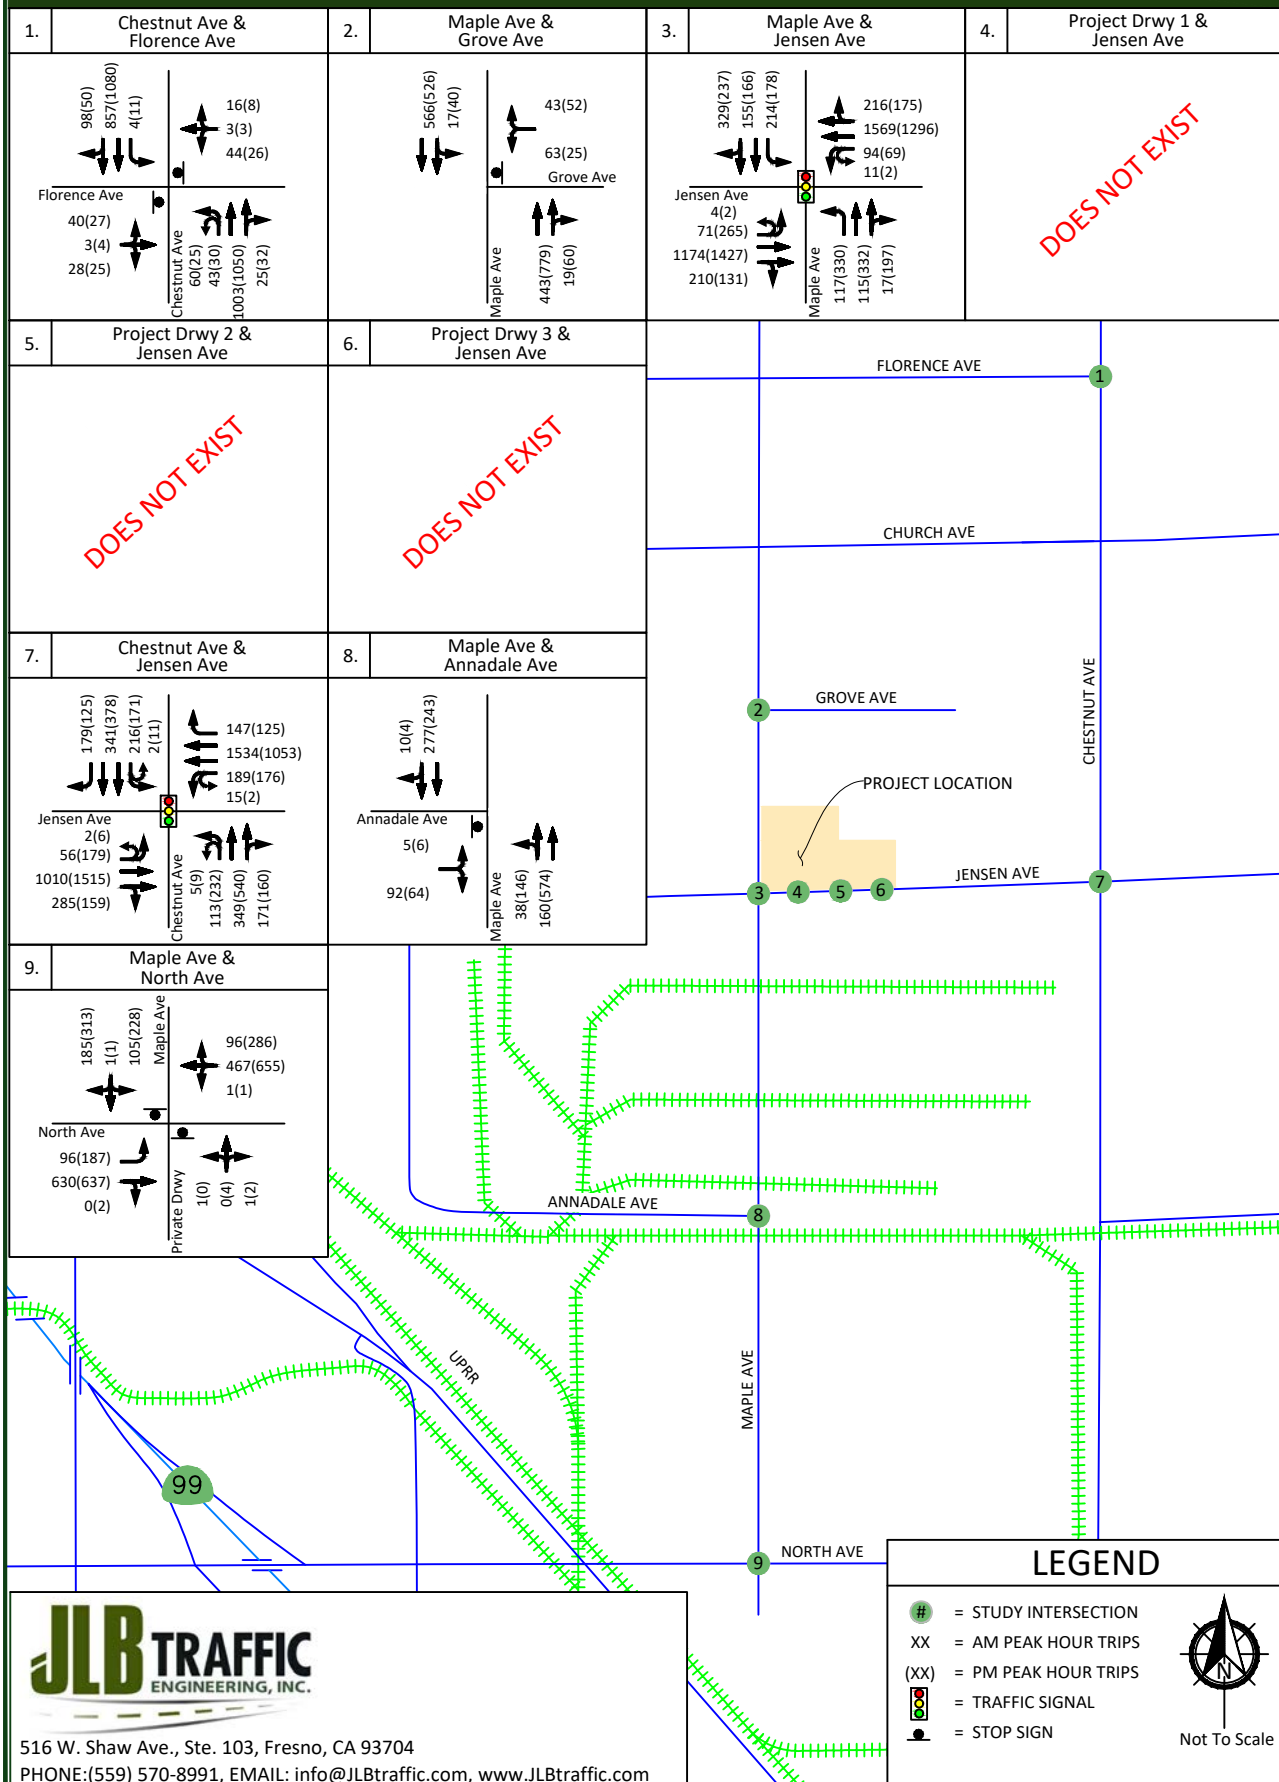 1.
Chestnut Ave &
Florence Ave
98(50)
857(1080)
4(11)
16(8)
3(3)
44(26)
Florence Ave
40(27)
3(4)
28(25)
Chestnut Ave
60(25)
43(30)
1003(1050)
25(32)
2.
Maple Ave &
Grove Ave
566(526)
17(40)
43(52)
63(25)
Grove Ave
Maple Ave
443(779)
19(60)
3.
Maple Ave &
Jensen Ave
329(237)
155(166)
214(178)
216(175)
1569(1296)
94(69)
11(2)
Jensen Ave
4(2)
71(265)
1174(1427)
210(131)
Maple Ave
117(330)
115(332)
17(197)
4.
Project Drwy 1 &
Jensen Ave
DOES NOT EXIST
5.
Project Drwy 2 &
Jensen Ave
DOES NOT EXIST
6.
Project Drwy 3 &
Jensen Ave
DOES NOT EXIST
7.
Chestnut Ave &
Jensen Ave
179(125)
341(378)
216(171)
2(11)
147(125)
1534(1053)
189(176)
15(2)
Jensen Ave
2(6)
56(179)
1010(1515)
285(159)
Chestnut Ave
5(9)
113(232)
349(540)
171(160)
8.
Maple Ave &
Annadale Ave
10(4)
277(243)
Annadale Ave
5(6)
92(64)
Maple Ave
38(146)
160(574)
9.
Maple Ave &
North Ave
185(313)
1(1)
105(228)
Maple Ave
96(286)
467(655)
1(1)
North Ave
96(187)
630(637)
0(2)
Private Drwy
1(0)
0(4)
1(2)
FLORENCE AVE
1
CHURCH AVE
CHESTNUT AVE
2
GROVE AVE
PROJECT LOCATION
JENSEN AVE
3
4
5
6
7
ANNADALE AVE
8
UPRR
MAPLE AVE
99
9
NORTH AVE
LEGEND
# = STUDY INTERSECTION
XX = AM PEAK HOUR TRIPS
(XX) = PM PEAK HOUR TRIPS
= TRAFFIC SIGNAL
= STOP SIGN
N
Not To Scale
JLB TRAFFIC
ENGINEERING, INC.
516 W. Shaw Ave., Ste. 103, Fresno, CA 93704
PHONE:(559) 570-8991, EMAIL: info@JLBtraffic.com, www.JLBtraffic.com